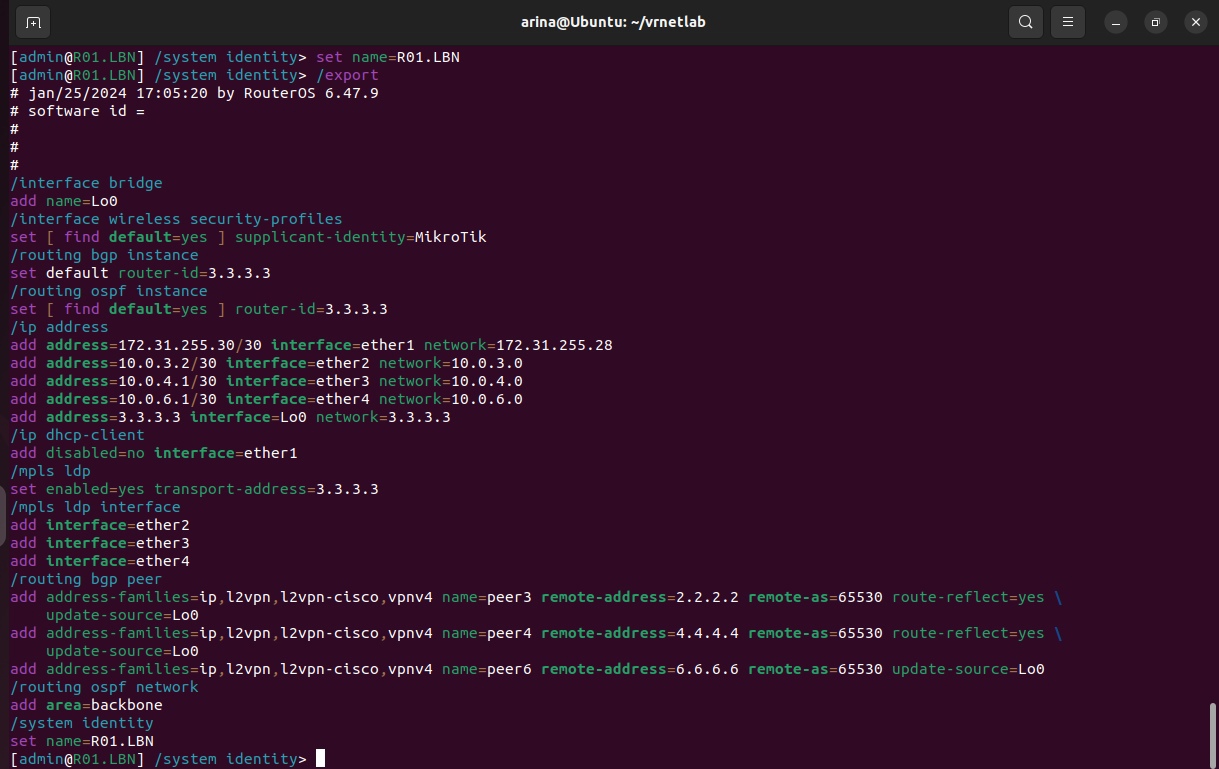 arina@Ubuntu: ~/vrnetlab
[admin@R01.LBN] /system identity> set name=R01.LBN
[admin@R01.LBN] /system identity> /export
# jan/25/2024 17:05:20 by RouterOS 6.47.9
# software id =
#
#
#
/interface bridge
add name=Lo0
/interface wireless security-profiles
set [ find default=yes ] supplicant-identity=MikroTik
/routing bgp instance
set default router-id=3.3.3.3
/routing ospf instance
set [ find default=yes ] router-id=3.3.3.3
/ip address
add address=172.31.255.30/30 interface=ether1 network=172.31.255.28
add address=10.0.3.2/30 interface=ether2 network=10.0.3.0
add address=10.0.4.1/30 interface=ether3 network=10.0.4.0
add address=10.0.6.1/30 interface=ether4 network=10.0.6.0
add address=3.3.3.3 interface=Lo0 network=3.3.3.3
/ip dhcp-client
add disabled=no interface=ether1
/mpls ldp
set enabled=yes transport-address=3.3.3.3
/mpls ldp interface
add interface=ether2
add interface=ether3
add interface=ether4
/routing bgp peer
add address-families=ip,l2vpn,l2vpn-cisco,vpnv4 name=peer3 remote-address=2.2.2.2 remote-as=65530 route-reflect=yes \
    update-source=Lo0
add address-families=ip,l2vpn,l2vpn-cisco,vpnv4 name=peer4 remote-address=4.4.4.4 remote-as=65530 route-reflect=yes \
    update-source=Lo0
add address-families=ip,l2vpn,l2vpn-cisco,vpnv4 name=peer6 remote-address=6.6.6.6 remote-as=65530 update-source=Lo0
/routing ospf network
add area=backbone
/system identity
set name=R01.LBN
[admin@R01.LBN] /system identity>